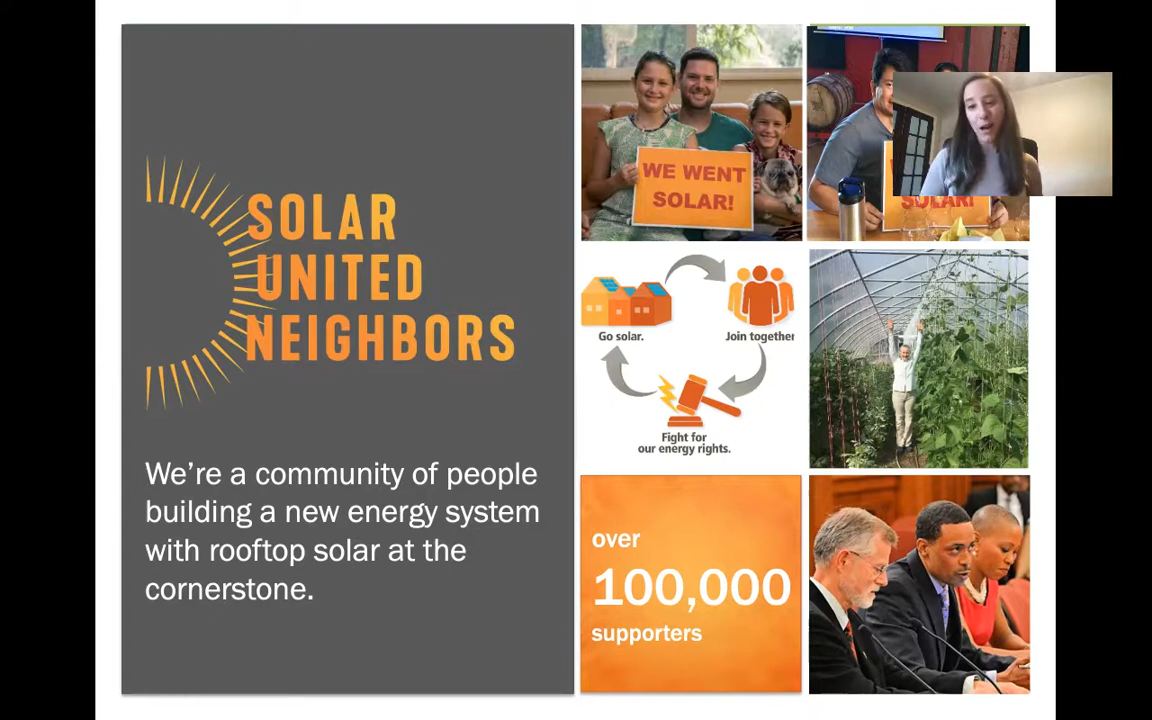 SOLAR
UNITED
NEIGHBORS
We’re a community of people
building a new energy system
with rooftop solar at the
cornerstone.
WE WENT
SOLAR!
SOLAR!
Go solar.
Join together
Fight for
our energy rights.
over
100,000
supporters